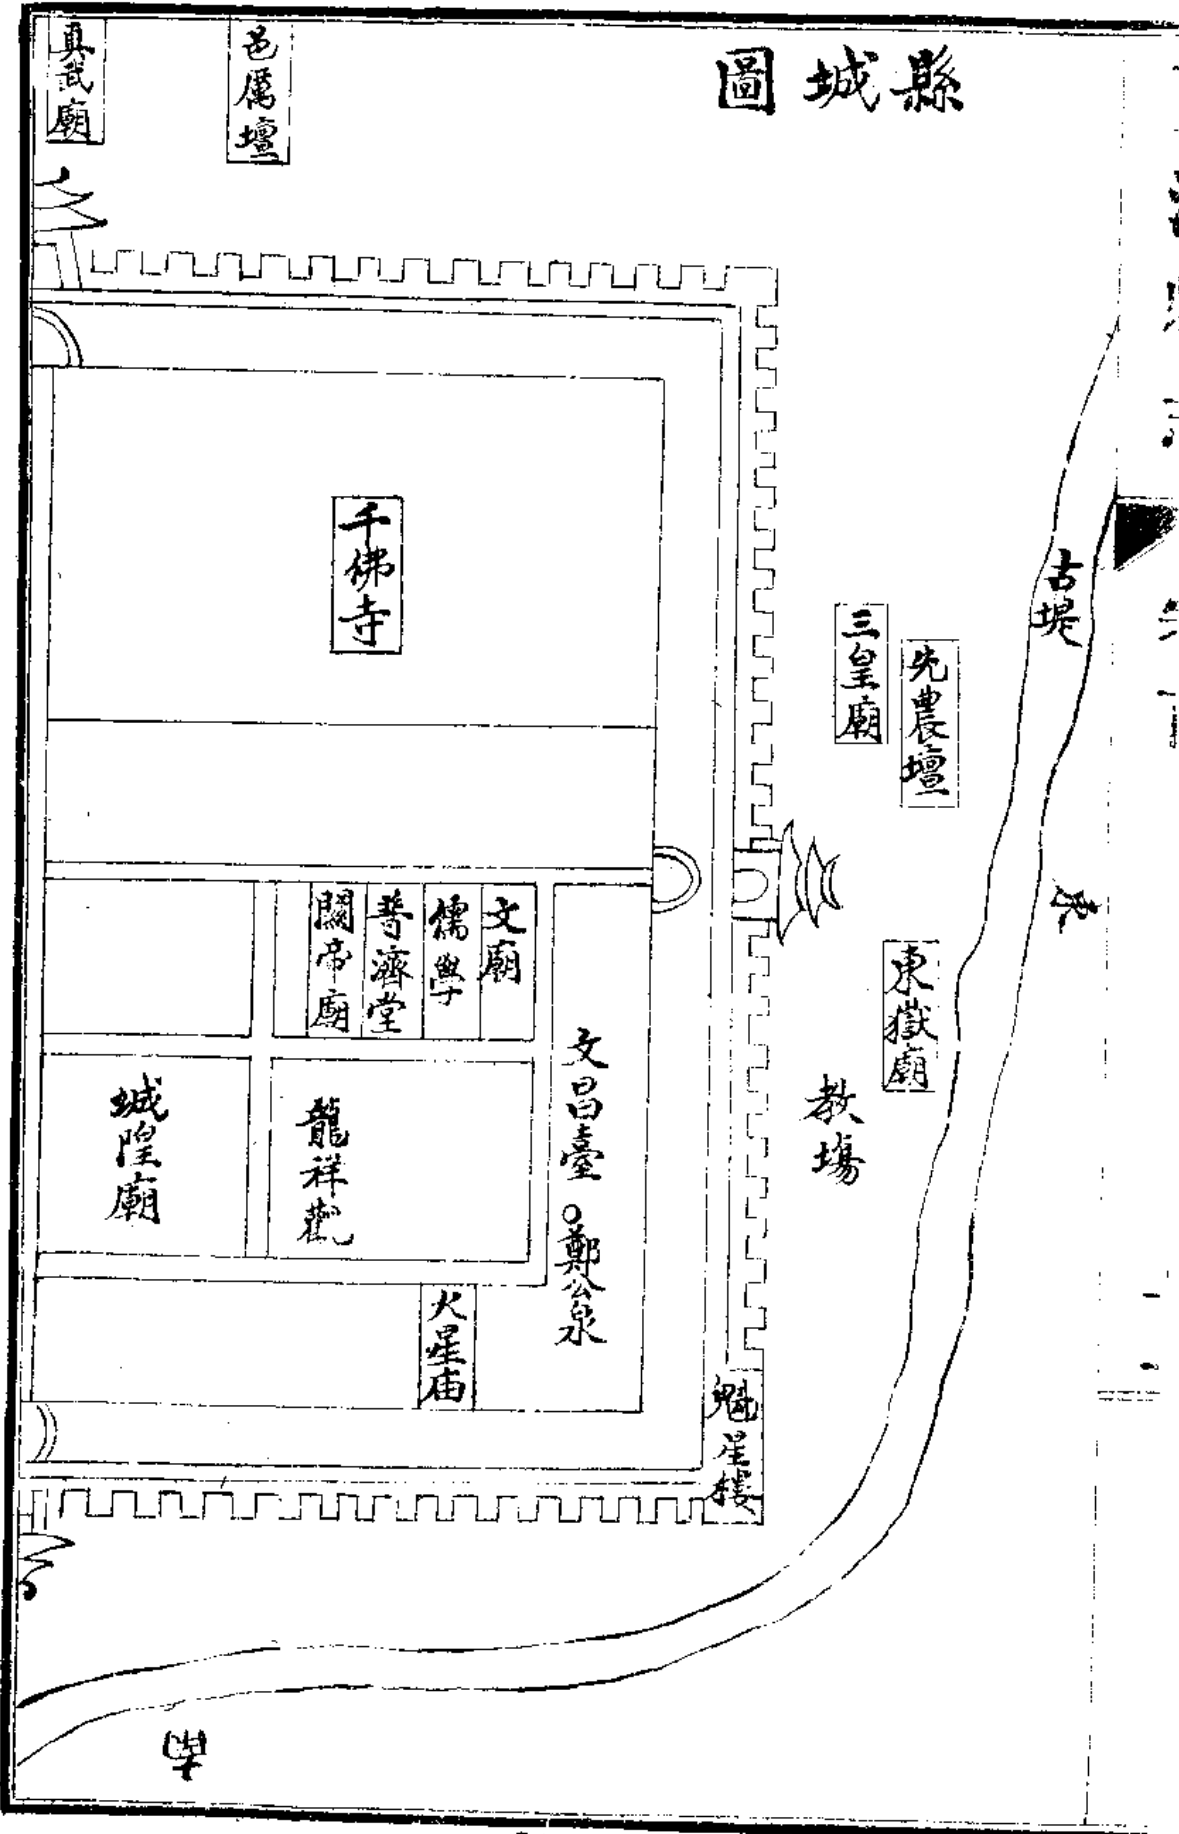 縣城圖
邑厲壇
真武廟
古堤
先農壇
三皇廟
千佛寺
東
東嶽廟
教場
文廟
儒學
普濟堂
關帝廟
文昌臺
鄭公泉
龍祥觀
城隍廟
火星庙
魁星樓